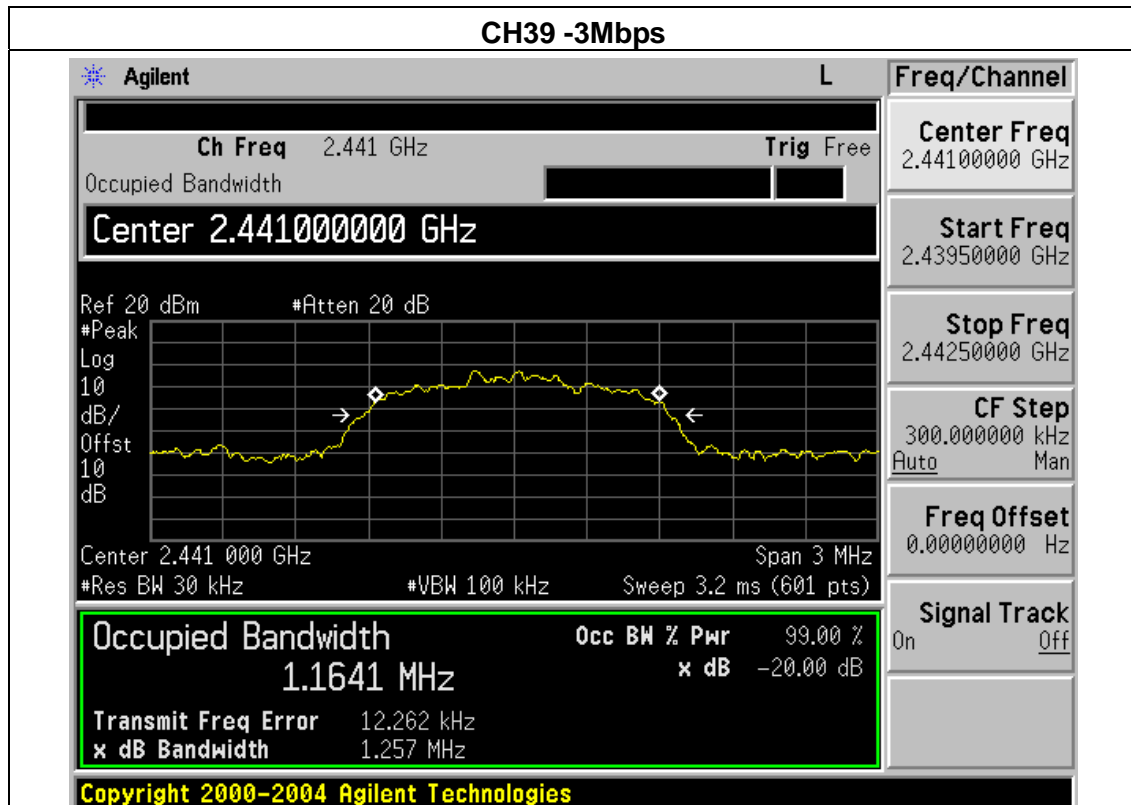 CH39 -3Mbps
Agilent L Freq/Channel
Ch Freq 2.441 GHz Trig Free
Occupied Bandwidth
Center 2.441000000 GHz
Ref 20 dBm #Atten 20 dB
#Peak
Log
10
dB/
Offst
10
dB
Center 2.441 000 GHz Span 3 MHz
#Res BW 30 kHz #VBW 100 kHz Sweep 3.2 ms (601 pts)
Occupied Bandwidth Occ BW % Pwr 99.00 %
1.1641 MHz x dB -20.00 dB
Transmit Freq Error 12.262 kHz
x dB Bandwidth 1.257 MHz
Center Freq
2.44100000 GHz
Start Freq
2.43950000 GHz
Stop Freq
2.44250000 GHz
CF Step
300.000000 kHz
Auto Man
Freq Offset
0.00000000 Hz
Signal Track
On Off
Copyright 2000-2004 Agilent Technologies